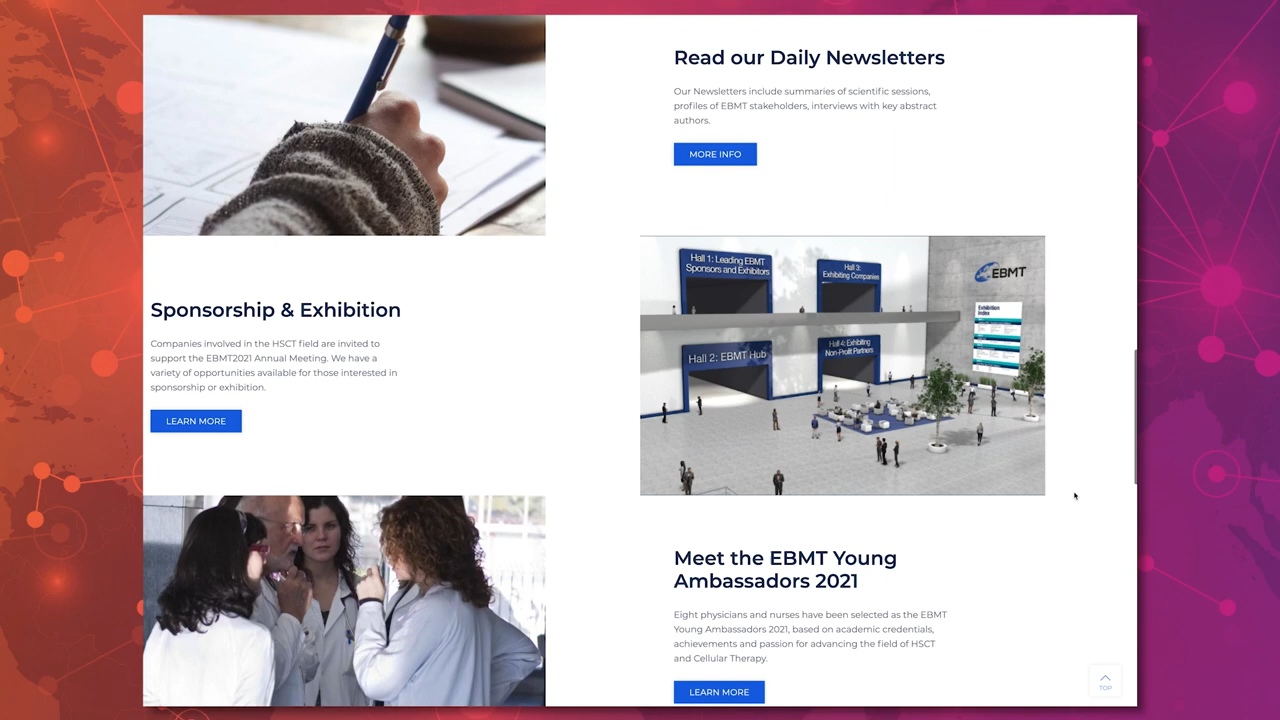 Read our Daily Newsletters
Our Newsletters include summaries of scientific sessions,
profiles of EBMT stakeholders, interviews with key abstract
authors.
MORE INFO
Hall 1: Leading EBMT
Sponsors and Exhibitors
Hall 3:
Exhibiting Companies
EBMT
Exhibition
Index
Hall 2: EBMT Hub
Hall 4: Exhibiting
Non-Profit Partners
Sponsorship & Exhibition
Companies involved in the HSCT field are invited to
support the EBMT2021 Annual Meeting. We have a
variety of opportunities available for those interested in
sponsorship or exhibition.
LEARN MORE
Meet the EBMT Young
Ambassadors 2021
Eight physicians and nurses have been selected as the EBMT
Young Ambassadors 2021, based on academic credentials,
achievements and passion for advancing the field of HSCT
and Cellular Therapy.
LEARN MORE
TOP